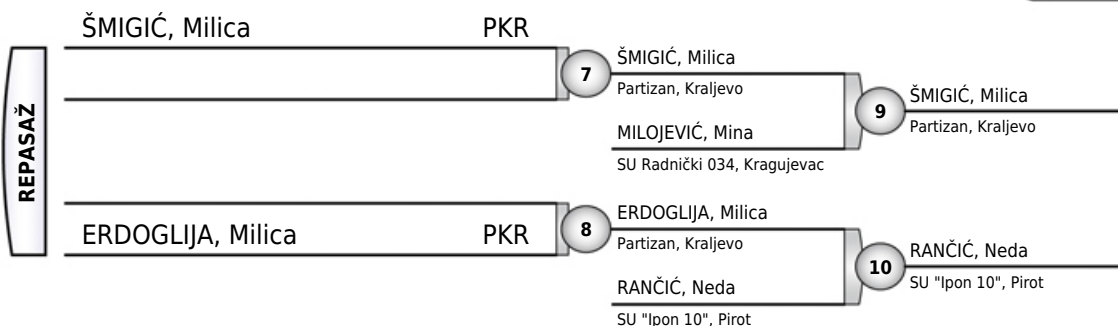 REPASAŽ
ŠMIGIĆ, Milica PKR
7
ŠMIGIĆ, Milica
Partizan, Kraljevo
MILOJEVIĆ, Mina
SU Radnički 034, Kragujevac
9
ŠMIGIĆ, Milica
Partizan, Kraljevo
ERDOGLIJA, Milica PKR
8
ERDOGLIJA, Milica
Partizan, Kraljevo
RANČIĆ, Neda
SU "Ipon 10", Pirot
10
RANČIĆ, Neda
SU "Ipon 10", Pirot